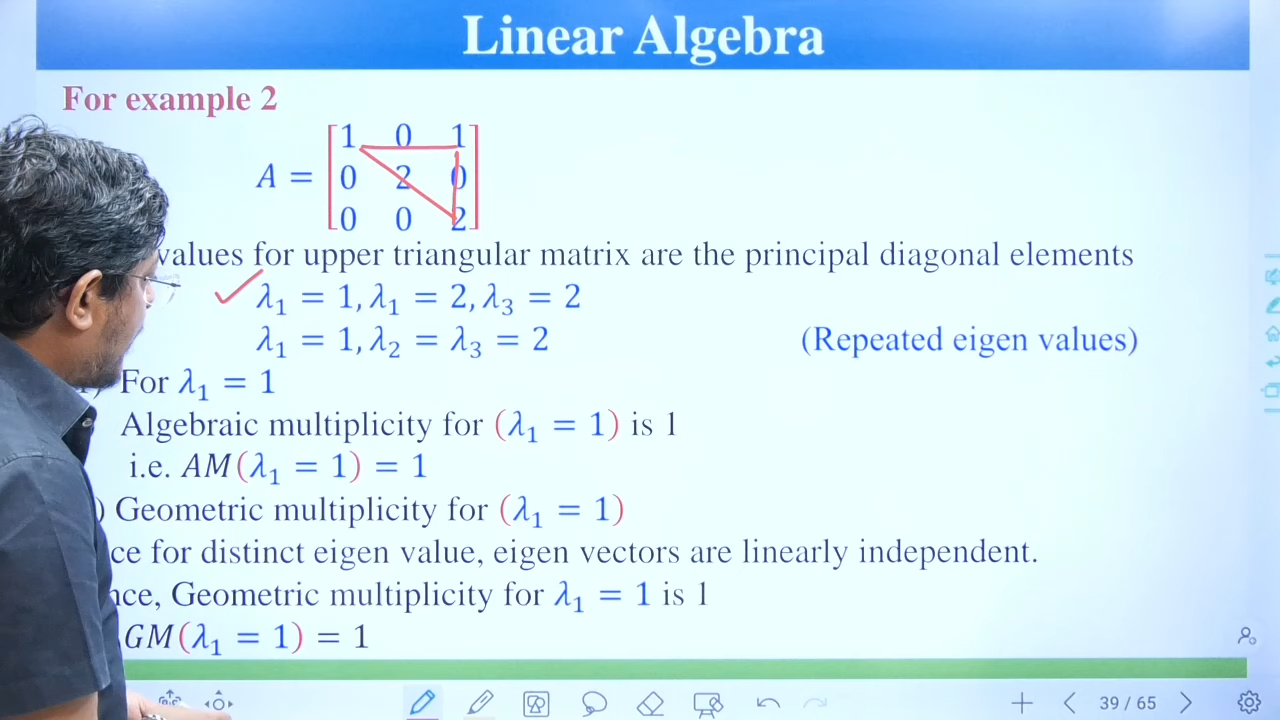 Linear Algebra
For example 2
A = [1 0 1
0 2 0
0 0 2]
values for upper triangular matrix are the principal diagonal elements
λ₁ = 1, λ₁ = 2, λ₃ = 2
λ₁ = 1, λ₂ = λ₃ = 2 (Repeated eigen values)
) For λ₁ = 1
Algebraic multiplicity for (λ₁ = 1) is 1
i.e. AM(λ₁ = 1) = 1
) Geometric multiplicity for (λ₁ = 1)
ce for distinct eigen value, eigen vectors are linearly independent.
nce, Geometric multiplicity for λ₁ = 1 is 1
GM(λ₁ = 1) = 1
39 / 65